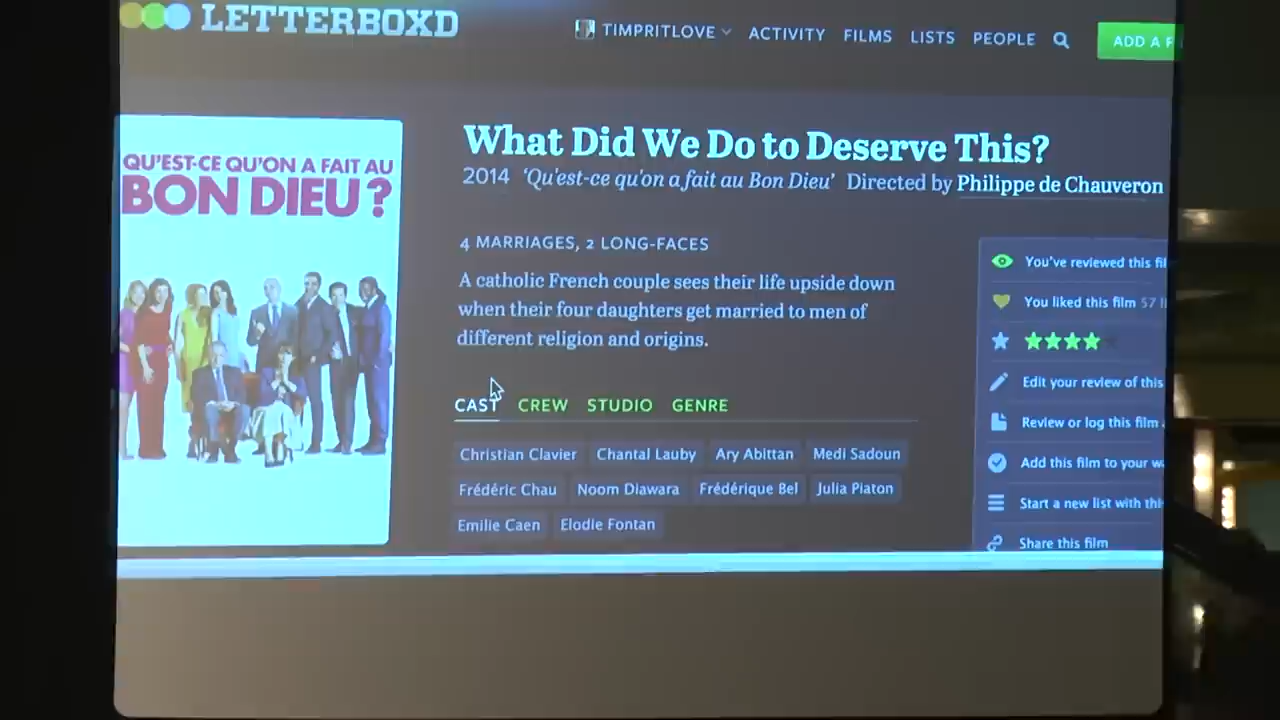 LETTERBOXD
TIMPRITLOVE ACTIVITY FILMS LISTS PEOPLE
ADD A F
QU'EST-CE QU'ON A FAIT AU
BON DIEU ?
What Did We Do to Deserve This?
2014 ‘Qu'est-ce qu'on a fait au Bon Dieu’ Directed by Philippe de Chauveron
4 MARRIAGES, 2 LONG-FACES
A catholic French couple sees their life upside down
when their four daughters get married to men of
different religion and origins.
CAST CREW STUDIO GENRE
Christian Clavier Chantal Lauby Ary Abittan Medi Sadoun
Frédéric Chau Noom Diawara Frédérique Bel Julia Piaton
Emilie Caen Elodie Fontan
You've reviewed this fil
You liked this film 57
Edit your review of this
Review or log this film
Add this film to your w
Start a new list with thi
Share this film